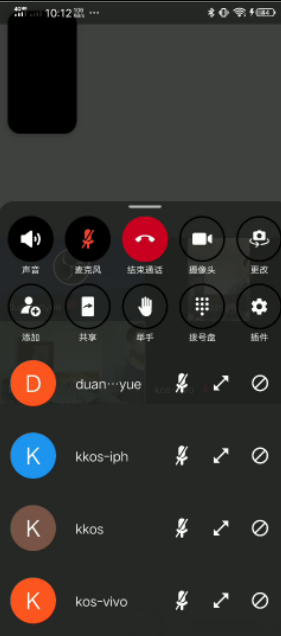 10:12
声音 麦克风 结束通话 摄像头 更改
添加 共享 举手 拨号盘 插件
D duan⋯yue
K kkos-iph
K kkos
K kos-vivo